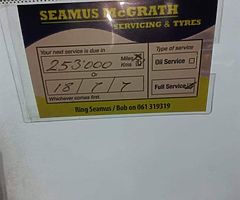 SEAMUS McGRATH
SERVICING & TYRES
Your next service is due in
Type of service
253000 Miles
Kms
Oil Service
Or
18/7/7
Full Service
Whichever comes first.
Ring Seamus / Bob on 061 319319